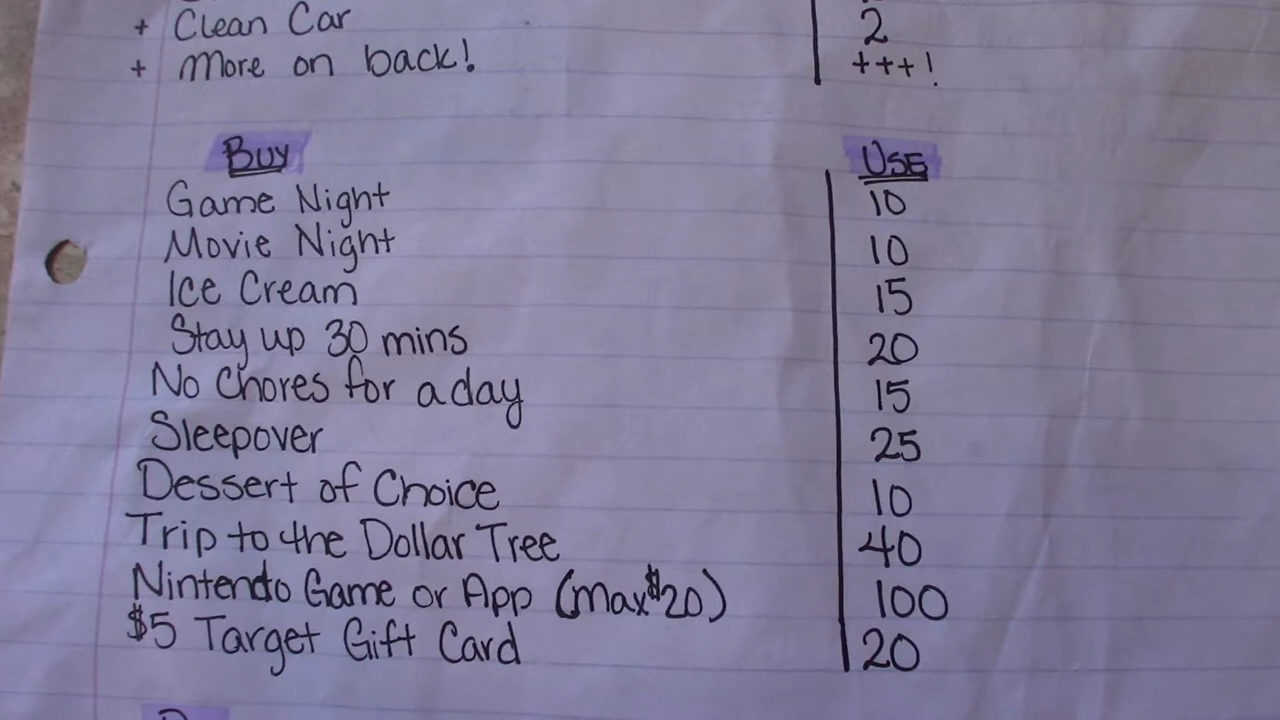 + Clean Car 2
+ More on back! +++!
Buy Use
Game Night 10
Movie Night 10
Ice Cream 15
Stay up 30 mins 20
No Chores for a day 15
Sleepover 25
Dessert of Choice 10
Trip to the Dollar Tree 40
Nintendo Game or App (max $20) 100
$5 Target Gift Card 20